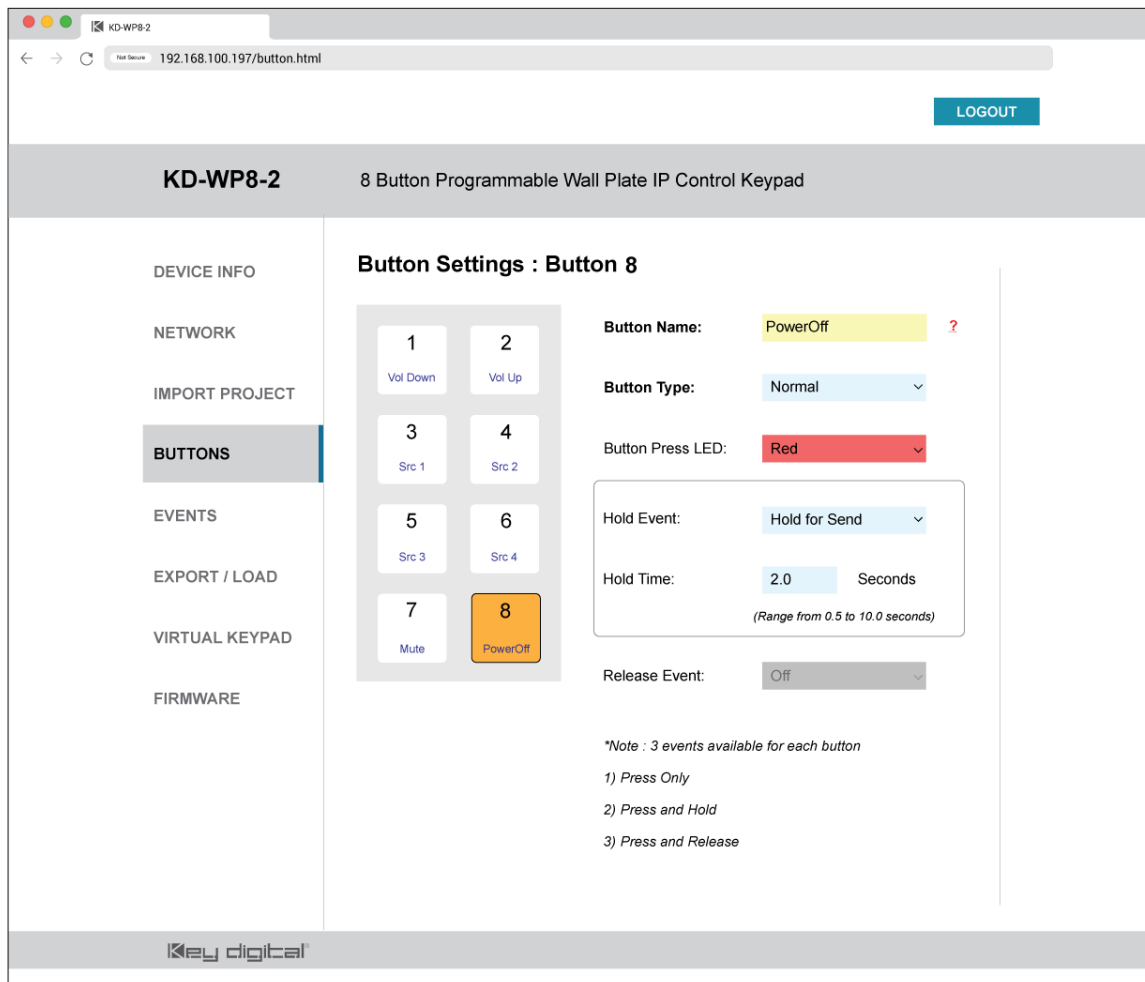 KD-WP8-2
Not Secure 192.168.100.197/button.html
LOGOUT
KD-WP8-2 8 Button Programmable Wall Plate IP Control Keypad
DEVICE INFO
NETWORK
IMPORT PROJECT
BUTTONS
EVENTS
EXPORT / LOAD
VIRTUAL KEYPAD
FIRMWARE
Button Settings : Button 8
1 2
Vol Down Vol Up
3 4
Src 1 Src 2
5 6
Src 3 Src 4
7 8
Mute PowerOff
Button Name: PowerOff ?
Button Type: Normal
Button Press LED: Red
Hold Event: Hold for Send
Hold Time: 2.0 Seconds
(Range from 0.5 to 10.0 seconds)
Release Event: Off
*Note : 3 events available for each button
1) Press Only
2) Press and Hold
3) Press and Release
Key digital®